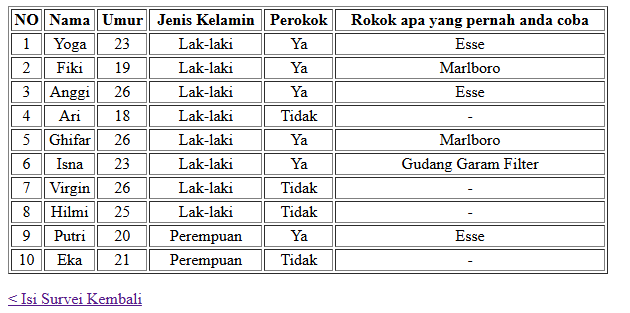 NO Nama Umur Jenis Kelamin Perokok Rokok apa yang pernah anda coba
1 Yoga 23 Lak-laki Ya Esse
2 Fiki 19 Lak-laki Ya Marlboro
3 Anggi 26 Lak-laki Ya Esse
4 Ari 18 Lak-laki Tidak -
5 Ghifar 26 Lak-laki Ya Marlboro
6 Isna 23 Lak-laki Ya Gudang Garam Filter
7 Virgin 26 Lak-laki Tidak -
8 Hilmi 25 Lak-laki Tidak -
9 Putri 20 Perempuan Ya Esse
10 Eka 21 Perempuan Tidak -
< Isi Survei Kembali